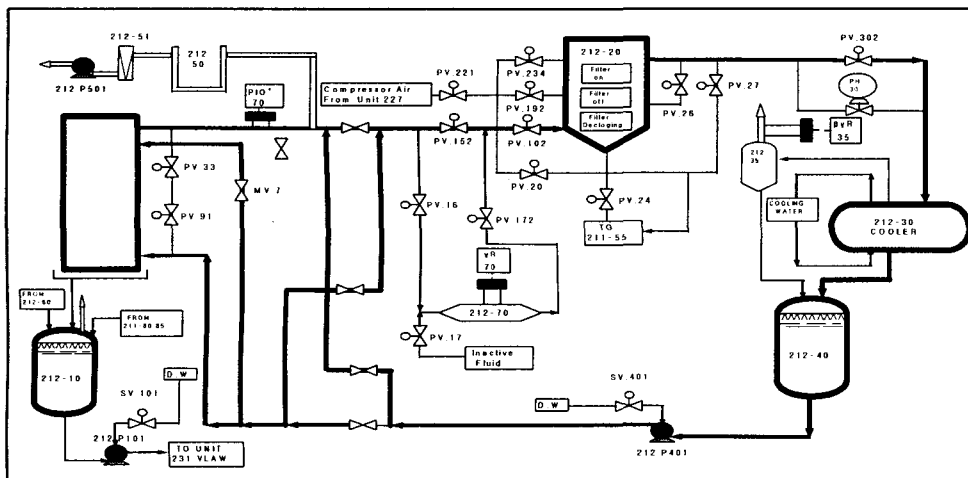 212-51
212
50
212 P501
PIO*
70
Compressor Air
From Unit 227
PV.221
PV.234
PV.192
212-20
Filter
on
Filter
off
Filter
Declogging
PV.26
PV.27
PV.302
PH
30
35
212
35
PV.33
PV.91
MV 7
PV.152
PV.102
PV.20
PV.16
PV.172
PV.24
TG
211-55
COOLING
WATER
212-30
COOLER
70
212-70
PV.17
Inactive
Fluid
FROM
212-60
FROM
211-80.85
212-10
SV.101
D.W
212 P101
TO UNIT
231 VLAW
SV.401
D.W
212 P401
212-40